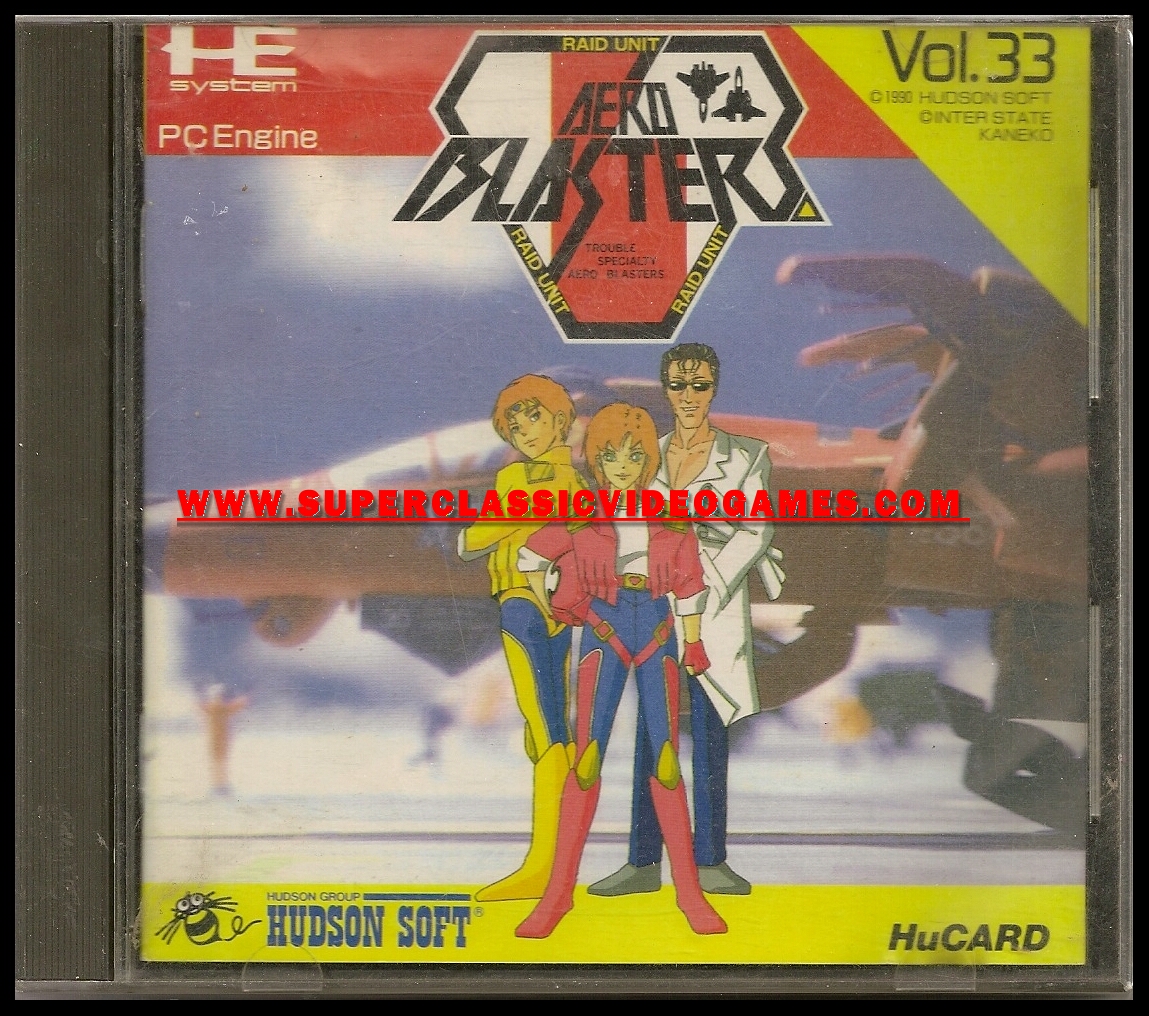 HE
system
PC Engine
RAID UNIT
AERO
BLASTERS
TROUBLE
SPECIALTY
AERO BLASTERS
RAID UNIT
RAID UNIT
Vol.33
©1990 HUDSON SOFT
©INTER STATE
KANEKO
WWW.SUPERCLASSICVIDEOGAMES.COM
HUDSON GROUP
HUDSON SOFT®
HuCARD